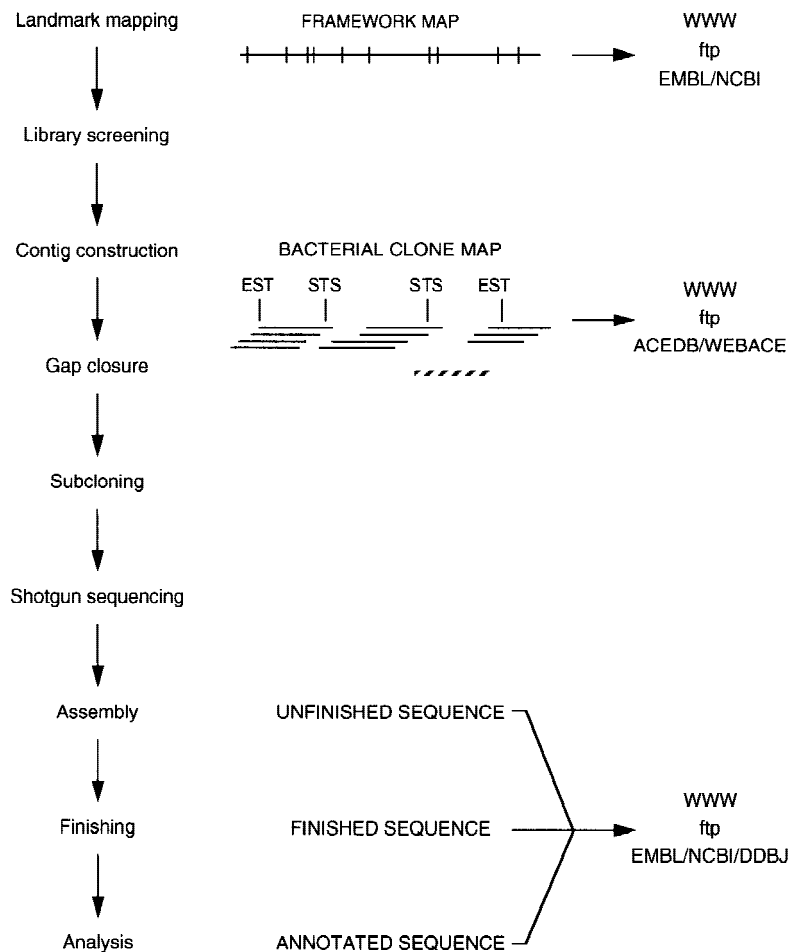 Landmark mapping
FRAMEWORK MAP
WWW
ftp
EMBL/NCBI
Library screening
Contig construction
BACTERIAL CLONE MAP
EST STS STS EST
WWW
ftp
ACEDB/WEBACE
Gap closure
Subcloning
Shotgun sequencing
Assembly
UNFINISHED SEQUENCE
Finishing
FINISHED SEQUENCE
WWW
ftp
EMBL/NCBI/DDBJ
Analysis
ANNOTATED SEQUENCE